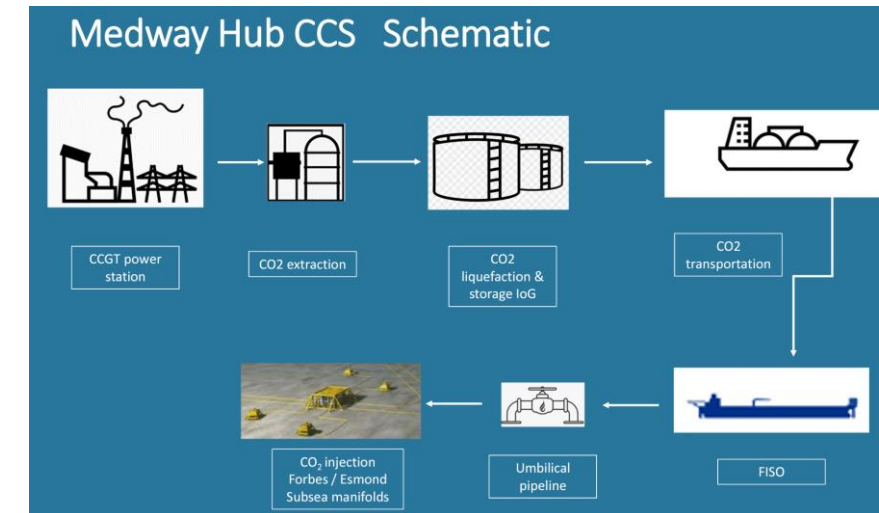 Medway Hub CCS Schematic
CCGT power
station
CO2 extraction
CO2
liquefaction &
storage IoG
CO2
transportation
CO₂ injection
Forbes / Esmond
Subsea manifolds
Umbilical
pipeline
FISO